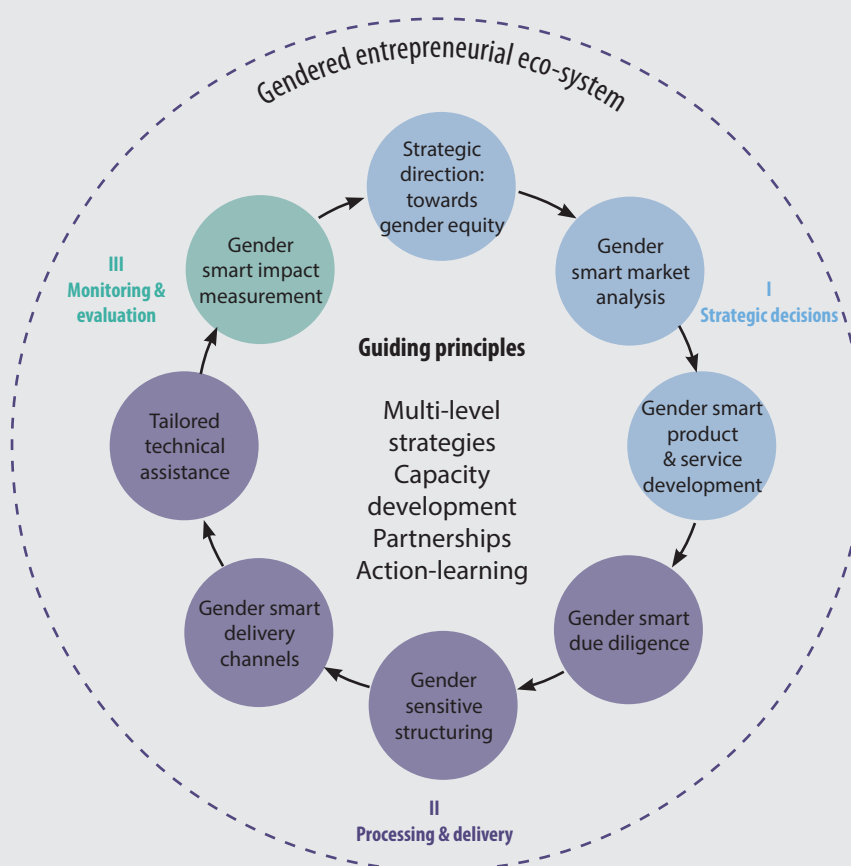 Gendered entrepreneurial eco-system
Strategic
direction:
towards
gender equity
Gender
smart market
analysis
I
Strategic decisions
Gender smart
product
& service
development
Gender smart
due diligence
Gender
sensitive
structuring
II
Processing & delivery
Gender smart
delivery
channels
Tailored
technical
assistance
III
Monitoring &
evaluation
Gender
smart impact
measurement
Guiding principles
Multi-level
strategies
Capacity
development
Partnerships
Action-learning